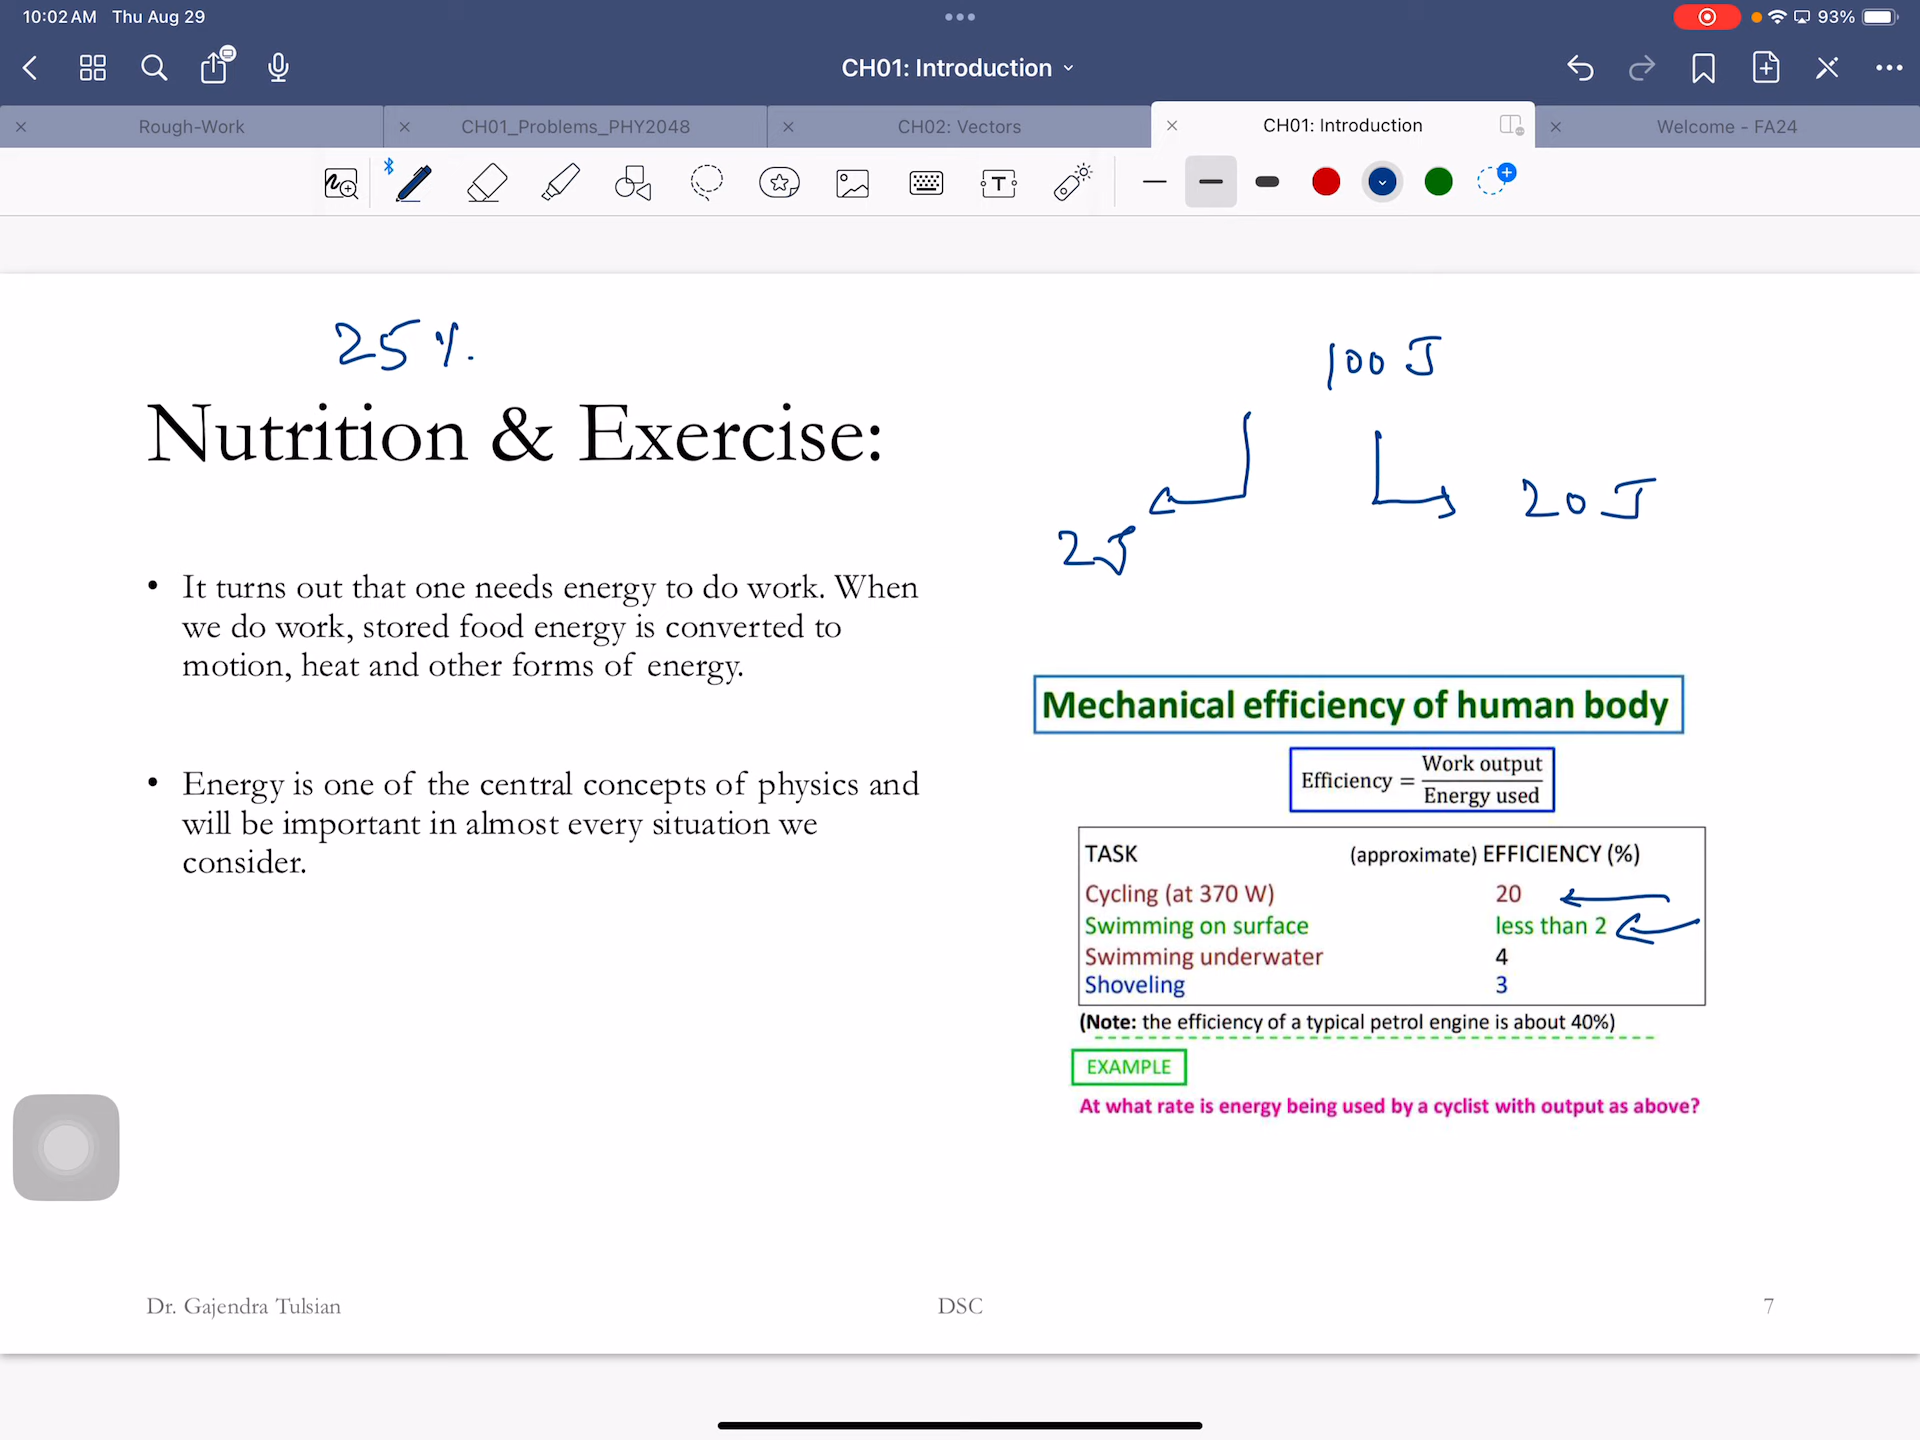 10:02 AM Thu Aug 29
93%
CH01: Introduction
Rough-Work
CH01_Problems_PHY2048
CH02: Vectors
CH01: Introduction
Welcome - FA24
T
25 %.
Nutrition & Exercise:
• It turns out that one needs energy to do work. When
we do work, stored food energy is converted to
motion, heat and other forms of energy.
• Energy is one of the central concepts of physics and
will be important in almost every situation we
consider.
100 J
20 J
2J
Mechanical efficiency of human body
Efficiency = Work output
Energy used
TASK (approximate) EFFICIENCY (%)
Cycling (at 370 W) 20
Swimming on surface less than 2
Swimming underwater 4
Shoveling 3
(Note: the efficiency of a typical petrol engine is about 40%)
EXAMPLE
At what rate is energy being used by a cyclist with output as above?
Dr. Gajendra Tulsian
DSC
7